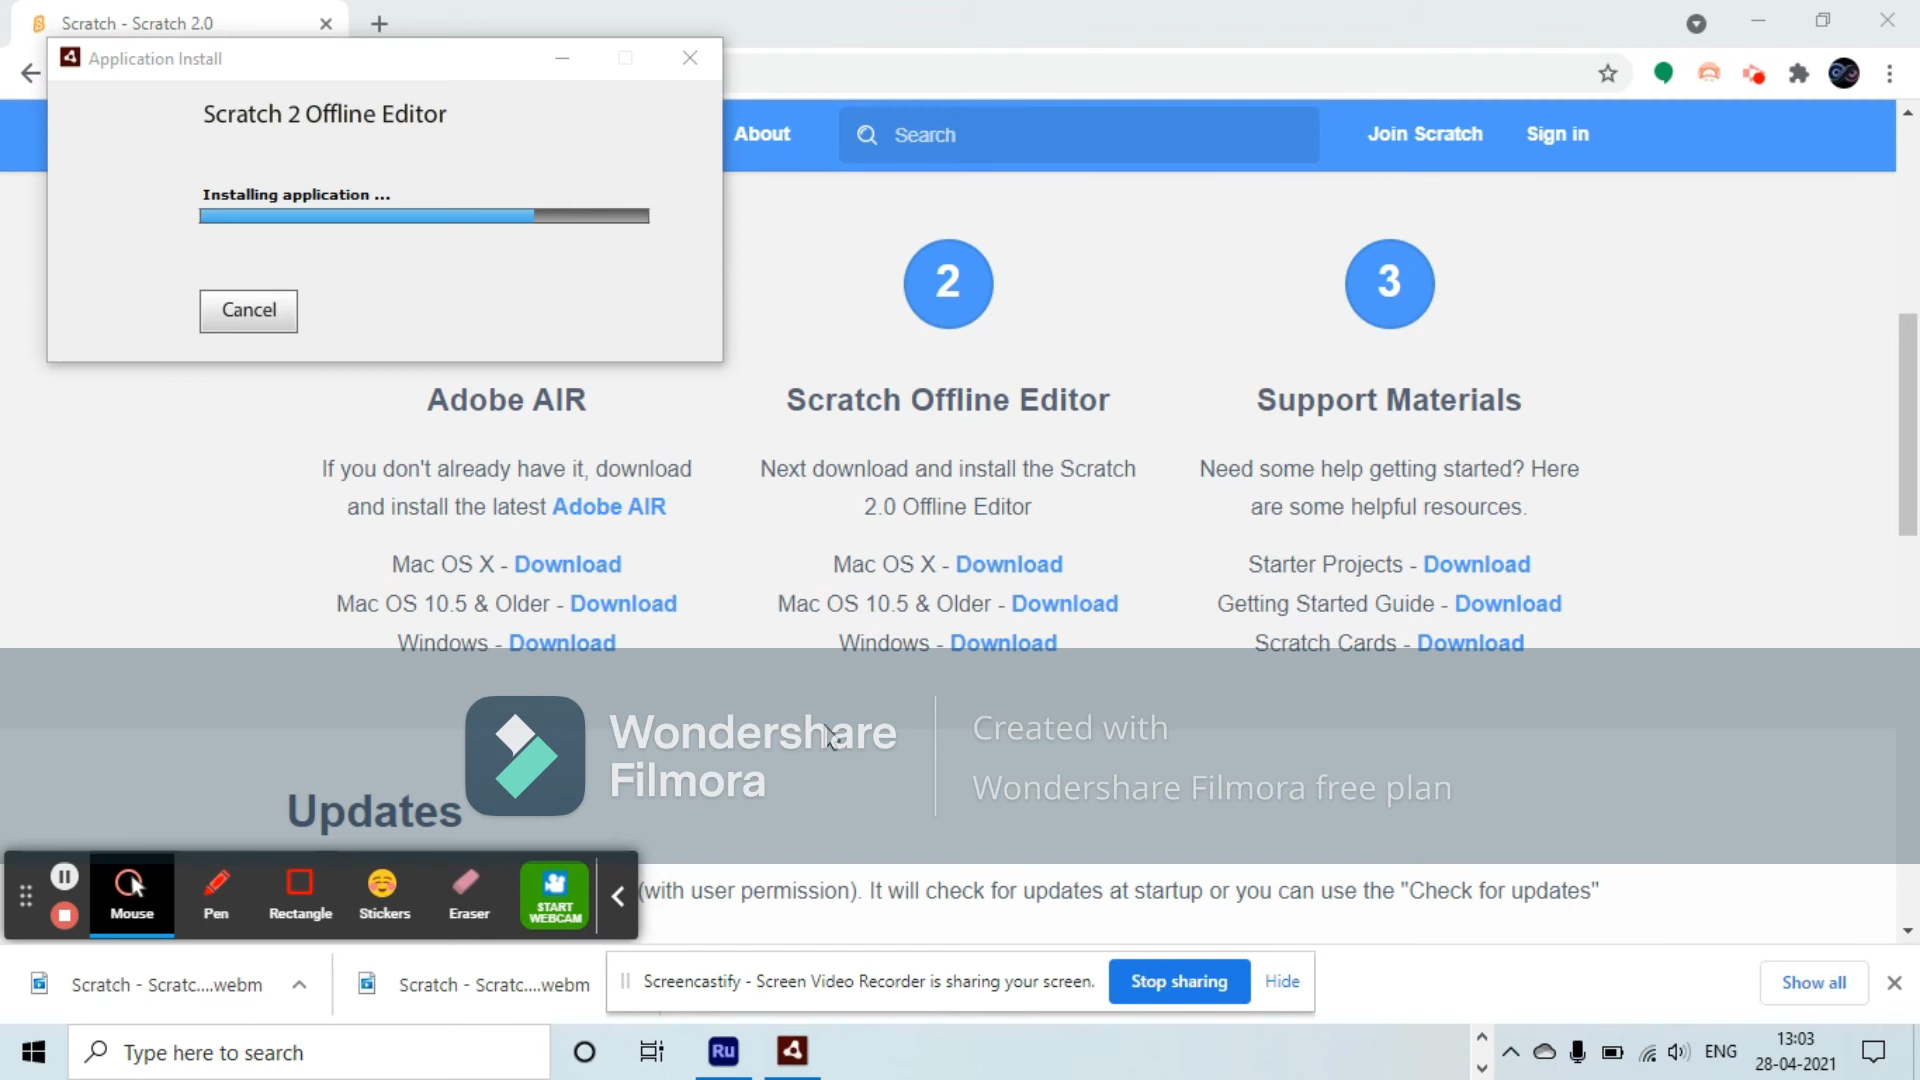 Scratch - Scratch 2.0
Application Install
Scratch 2 Offline Editor
Installing application ...
Cancel
About
Search
Join Scratch
Sign in
2
3
Adobe AIR
If you don't already have it, download
and install the latest Adobe AIR
Mac OS X - Download
Mac OS 10.5 & Older - Download
Windows - Download
Scratch Offline Editor
Next download and install the Scratch
2.0 Offline Editor
Mac OS X - Download
Mac OS 10.5 & Older - Download
Windows - Download
Support Materials
Need some help getting started? Here
are some helpful resources.
Starter Projects - Download
Getting Started Guide - Download
Scratch Cards - Download
Wondershare
Filmora
Created with
Wondershare Filmora free plan
Updates
Mouse
Pen
Rectangle
Stickers
Eraser
START
WEBCAM
(with user permission). It will check for updates at startup or you can use the "Check for updates"
Scratch - Scratc....webm
Scratch - Scratc....webm
Screencastify - Screen Video Recorder is sharing your screen.
Stop sharing
Hide
Show all
Type here to search
Ru
ENG
13:03
28-04-2021